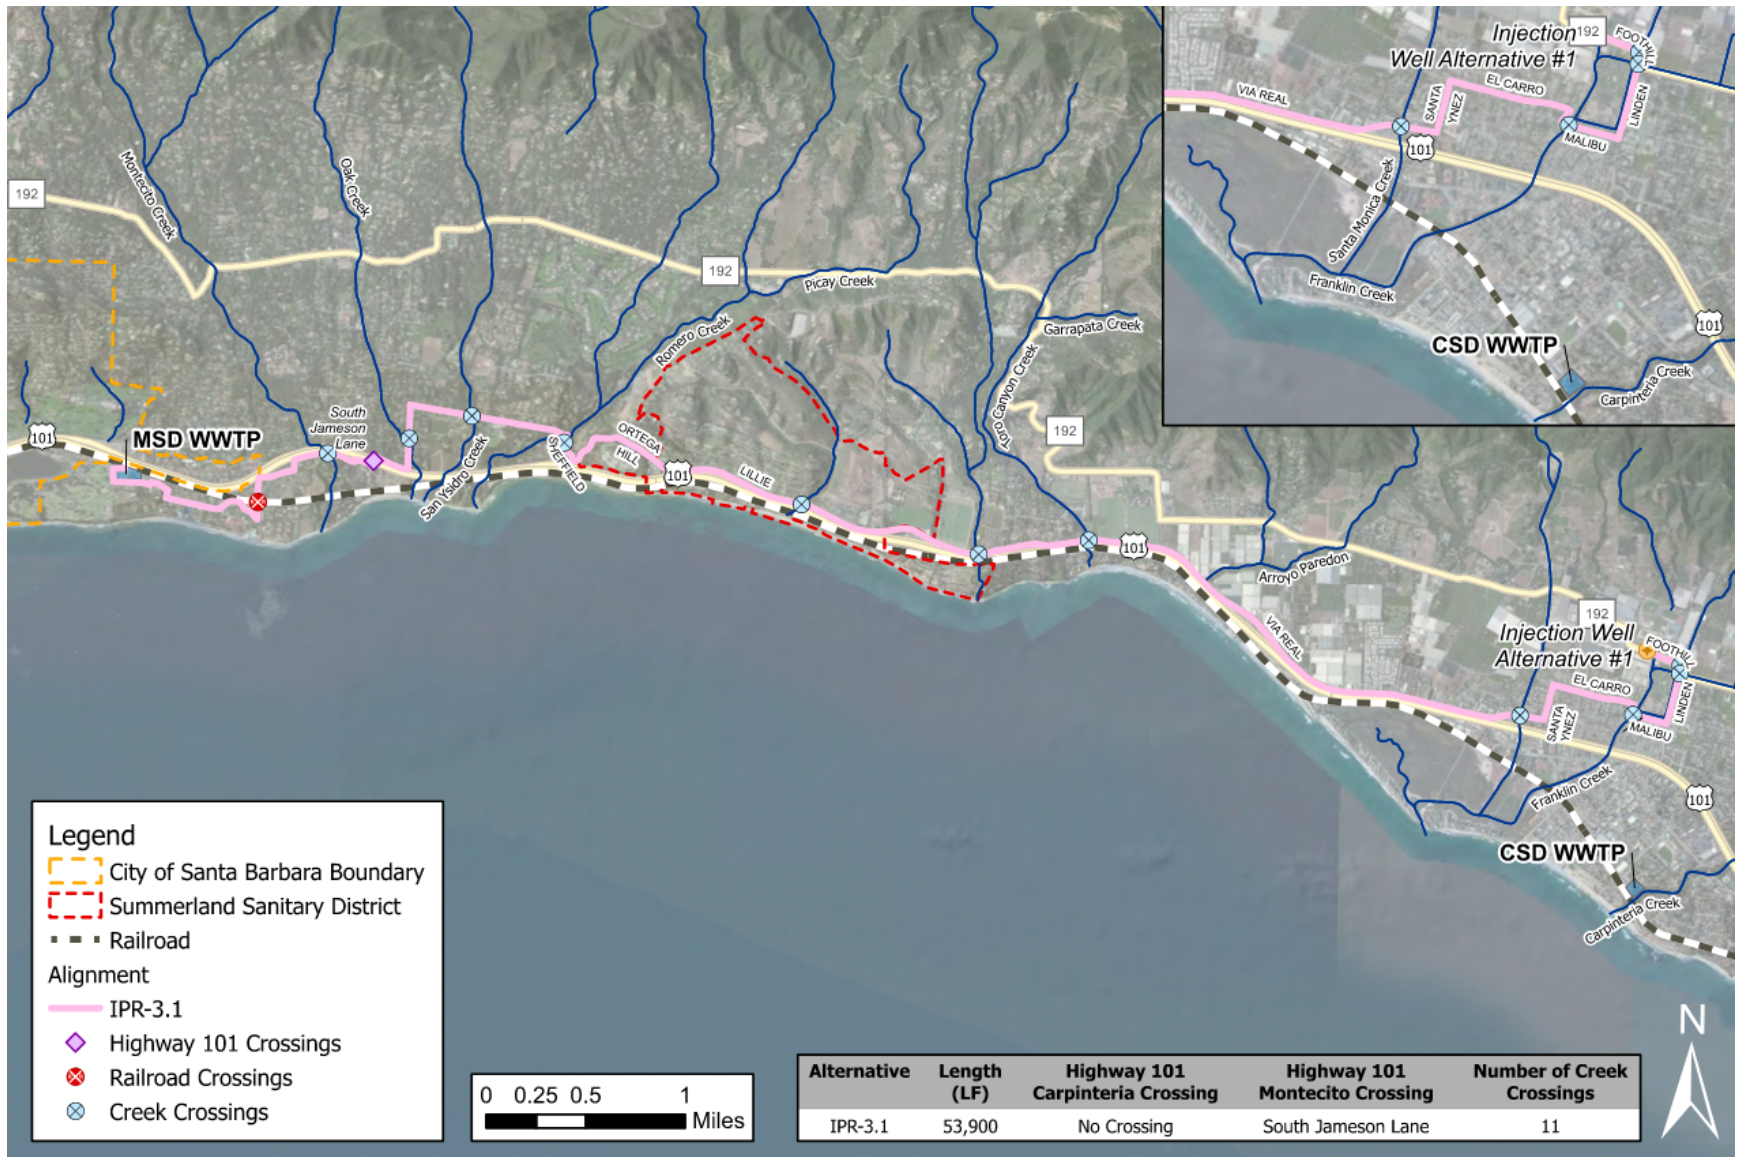 192
Montecito Creek
Oak Creek
192
Picay Creek
Romero Creek
Garrapata Creek
Toro Canyon Creek
192
101
MSD WWTP
South
Jameson
Lane
San Ysidro Creek
SHEFFIELD
ORTEGA
HILL
101
LILLIE
101
Arroyo Paredon
VIA REAL
192
Injection Well
Alternative #1
FOOTHILL
EL CARRO
SANTA
YNEZ
MALIBU
LINDEN
Franklin Creek
101
CSD WWTP
Carpinteria Creek
Injection
Well Alternative #1
192
FOOTHILL
VIA REAL
SANTA
YNEZ
EL CARRO
LINDEN
MALIBU
101
Santa Monica Creek
Franklin Creek
101
CSD WWTP
Carpinteria Creek
Legend
City of Santa Barbara Boundary
Summerland Sanitary District
Railroad
Alignment
IPR-3.1
Highway 101 Crossings
Railroad Crossings
Creek Crossings
0 0.25 0.5 1
Miles
Alternative Length (LF) Highway 101 Carpinteria Crossing Highway 101 Montecito Crossing Number of Creek Crossings
IPR-3.1 53,900 No Crossing South Jameson Lane 11
N